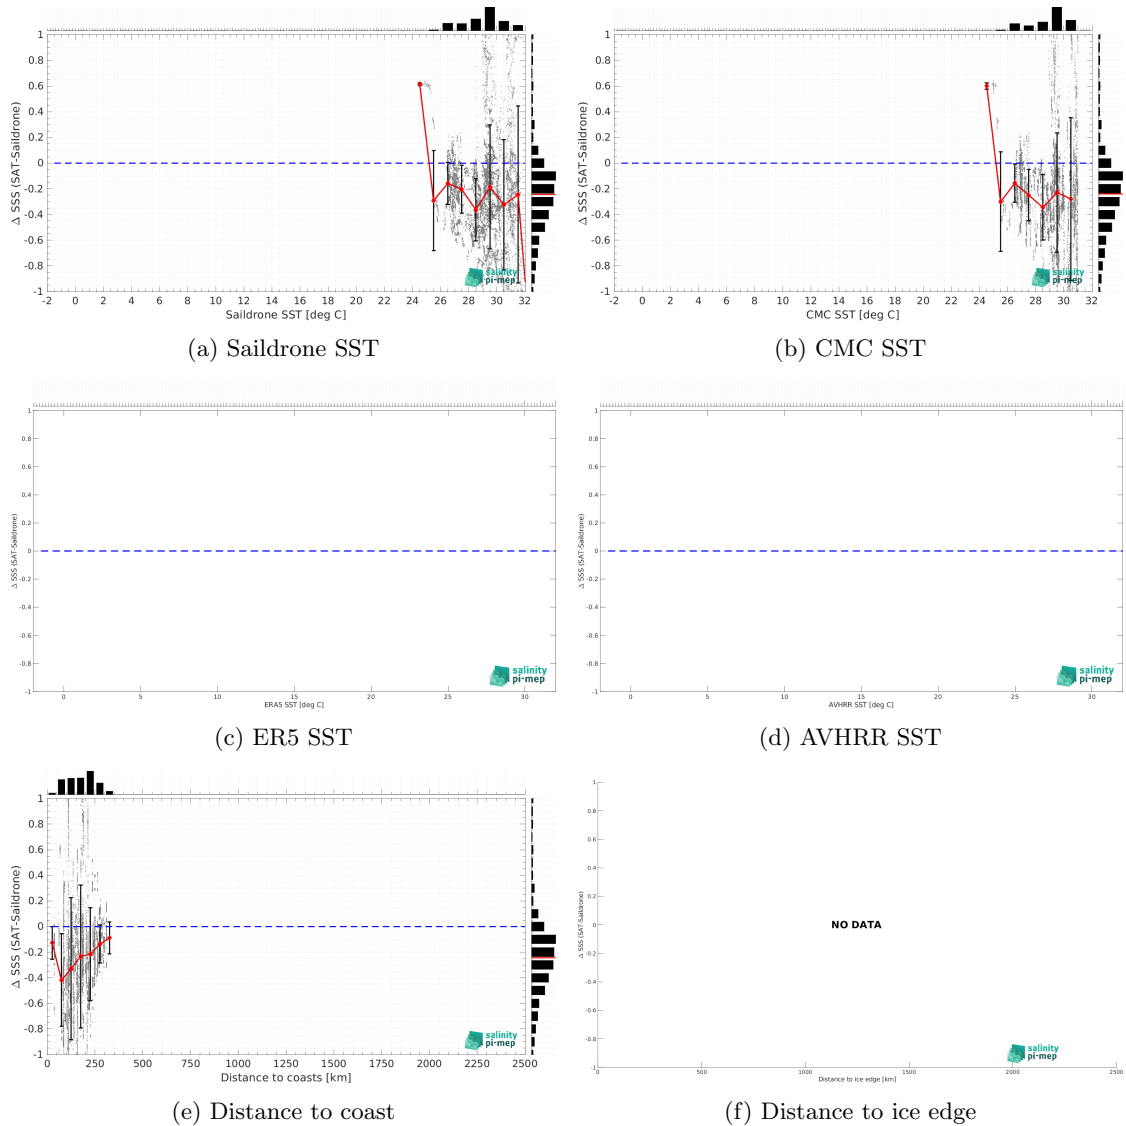 1
0.8
0.6
0.4
0.2
0
-0.2
-0.4
-0.6
-0.8
-1
Δ SSS (SAT-Saildrone)
-2 0 2 4 6 8 10 12 14 16 18 20 22 24 26 28 30 32
Saildrone SST [deg C]
salinity
pi-mep
(a) Saildrone SST
1
0.8
0.6
0.4
0.2
0
-0.2
-0.4
-0.6
-0.8
-1
Δ SSS (SAT-Saildrone)
-2 0 2 4 6 8 10 12 14 16 18 20 22 24 26 28 30 32
CMC SST [deg C]
salinity
pi-mep
(b) CMC SST
1
0.8
0.6
0.4
0.2
0
-0.2
-0.4
-0.6
-0.8
-1
Δ SSS (SAT-Saildrone)
0 5 10 15 20 25 30
ERA5 SST [deg C]
salinity
pi-mep
(c) ER5 SST
1
0.8
0.6
0.4
0.2
0
-0.2
-0.4
-0.6
-0.8
-1
Δ SSS (SAT-Saildrone)
0 5 10 15 20 25 30
AVHRR SST [deg C]
salinity
pi-mep
(d) AVHRR SST
1
0.8
0.6
0.4
0.2
0
-0.2
-0.4
-0.6
-0.8
-1
Δ SSS (SAT-Saildrone)
0 250 500 750 1000 1250 1500 1750 2000 2250 2500
Distance to coasts [km]
salinity
pi-mep
(e) Distance to coast
1
0.8
0.6
0.4
0.2
0
-0.2
-0.4
-0.6
-0.8
-1
Δ SSS (SAT-Saildrone)
NO DATA
0 500 1000 1500 2000 2500
Distance to ice edge [km]
salinity
pi-mep
(f) Distance to ice edge